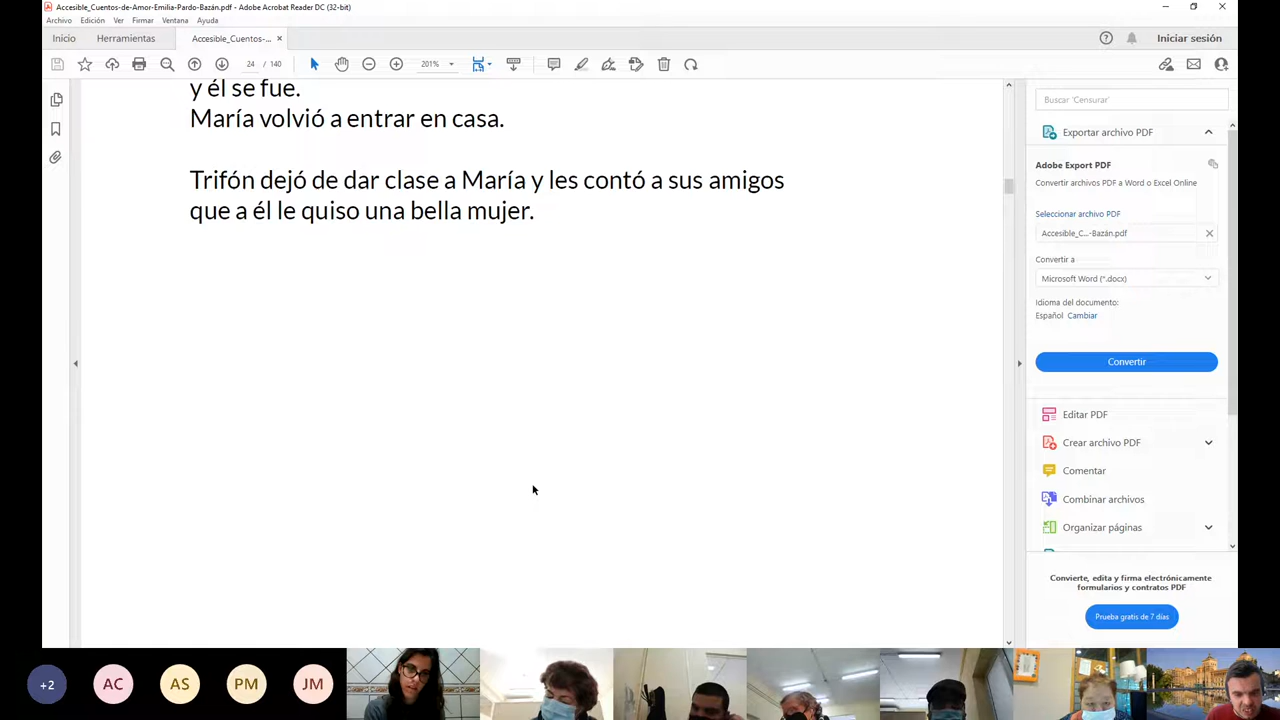 Accesible_Cuentos-de-Amor-Emilia-Pardo-Bazán.pdf - Adobe Acrobat Reader DC (32-bit)
Archivo Edición Ver Firmar Ventana Ayuda
Inicio Herramientas Accesible_Cuentos-... × Iniciar sesión
24 / 140 201%
y él se fue.
María volvió a entrar en casa.
Trifón dejó de dar clase a María y les contó a sus amigos
que a él le quiso una bella mujer.
Buscar 'Censurar'
Exportar archivo PDF
Adobe Export PDF
Convertir archivos PDF a Word o Excel Online
Seleccionar archivo PDF
Accesible_C...-Bazán.pdf
Convertir a
Microsoft Word (*.docx)
Idioma del documento:
Español Cambiar
Convertir
Editar PDF
Crear archivo PDF
Comentar
Combinar archivos
Organizar páginas
Convierte, edita y firma electrónicamente
formularios y contratos PDF
Prueba gratis de 7 días
+2 AC AS PM JM